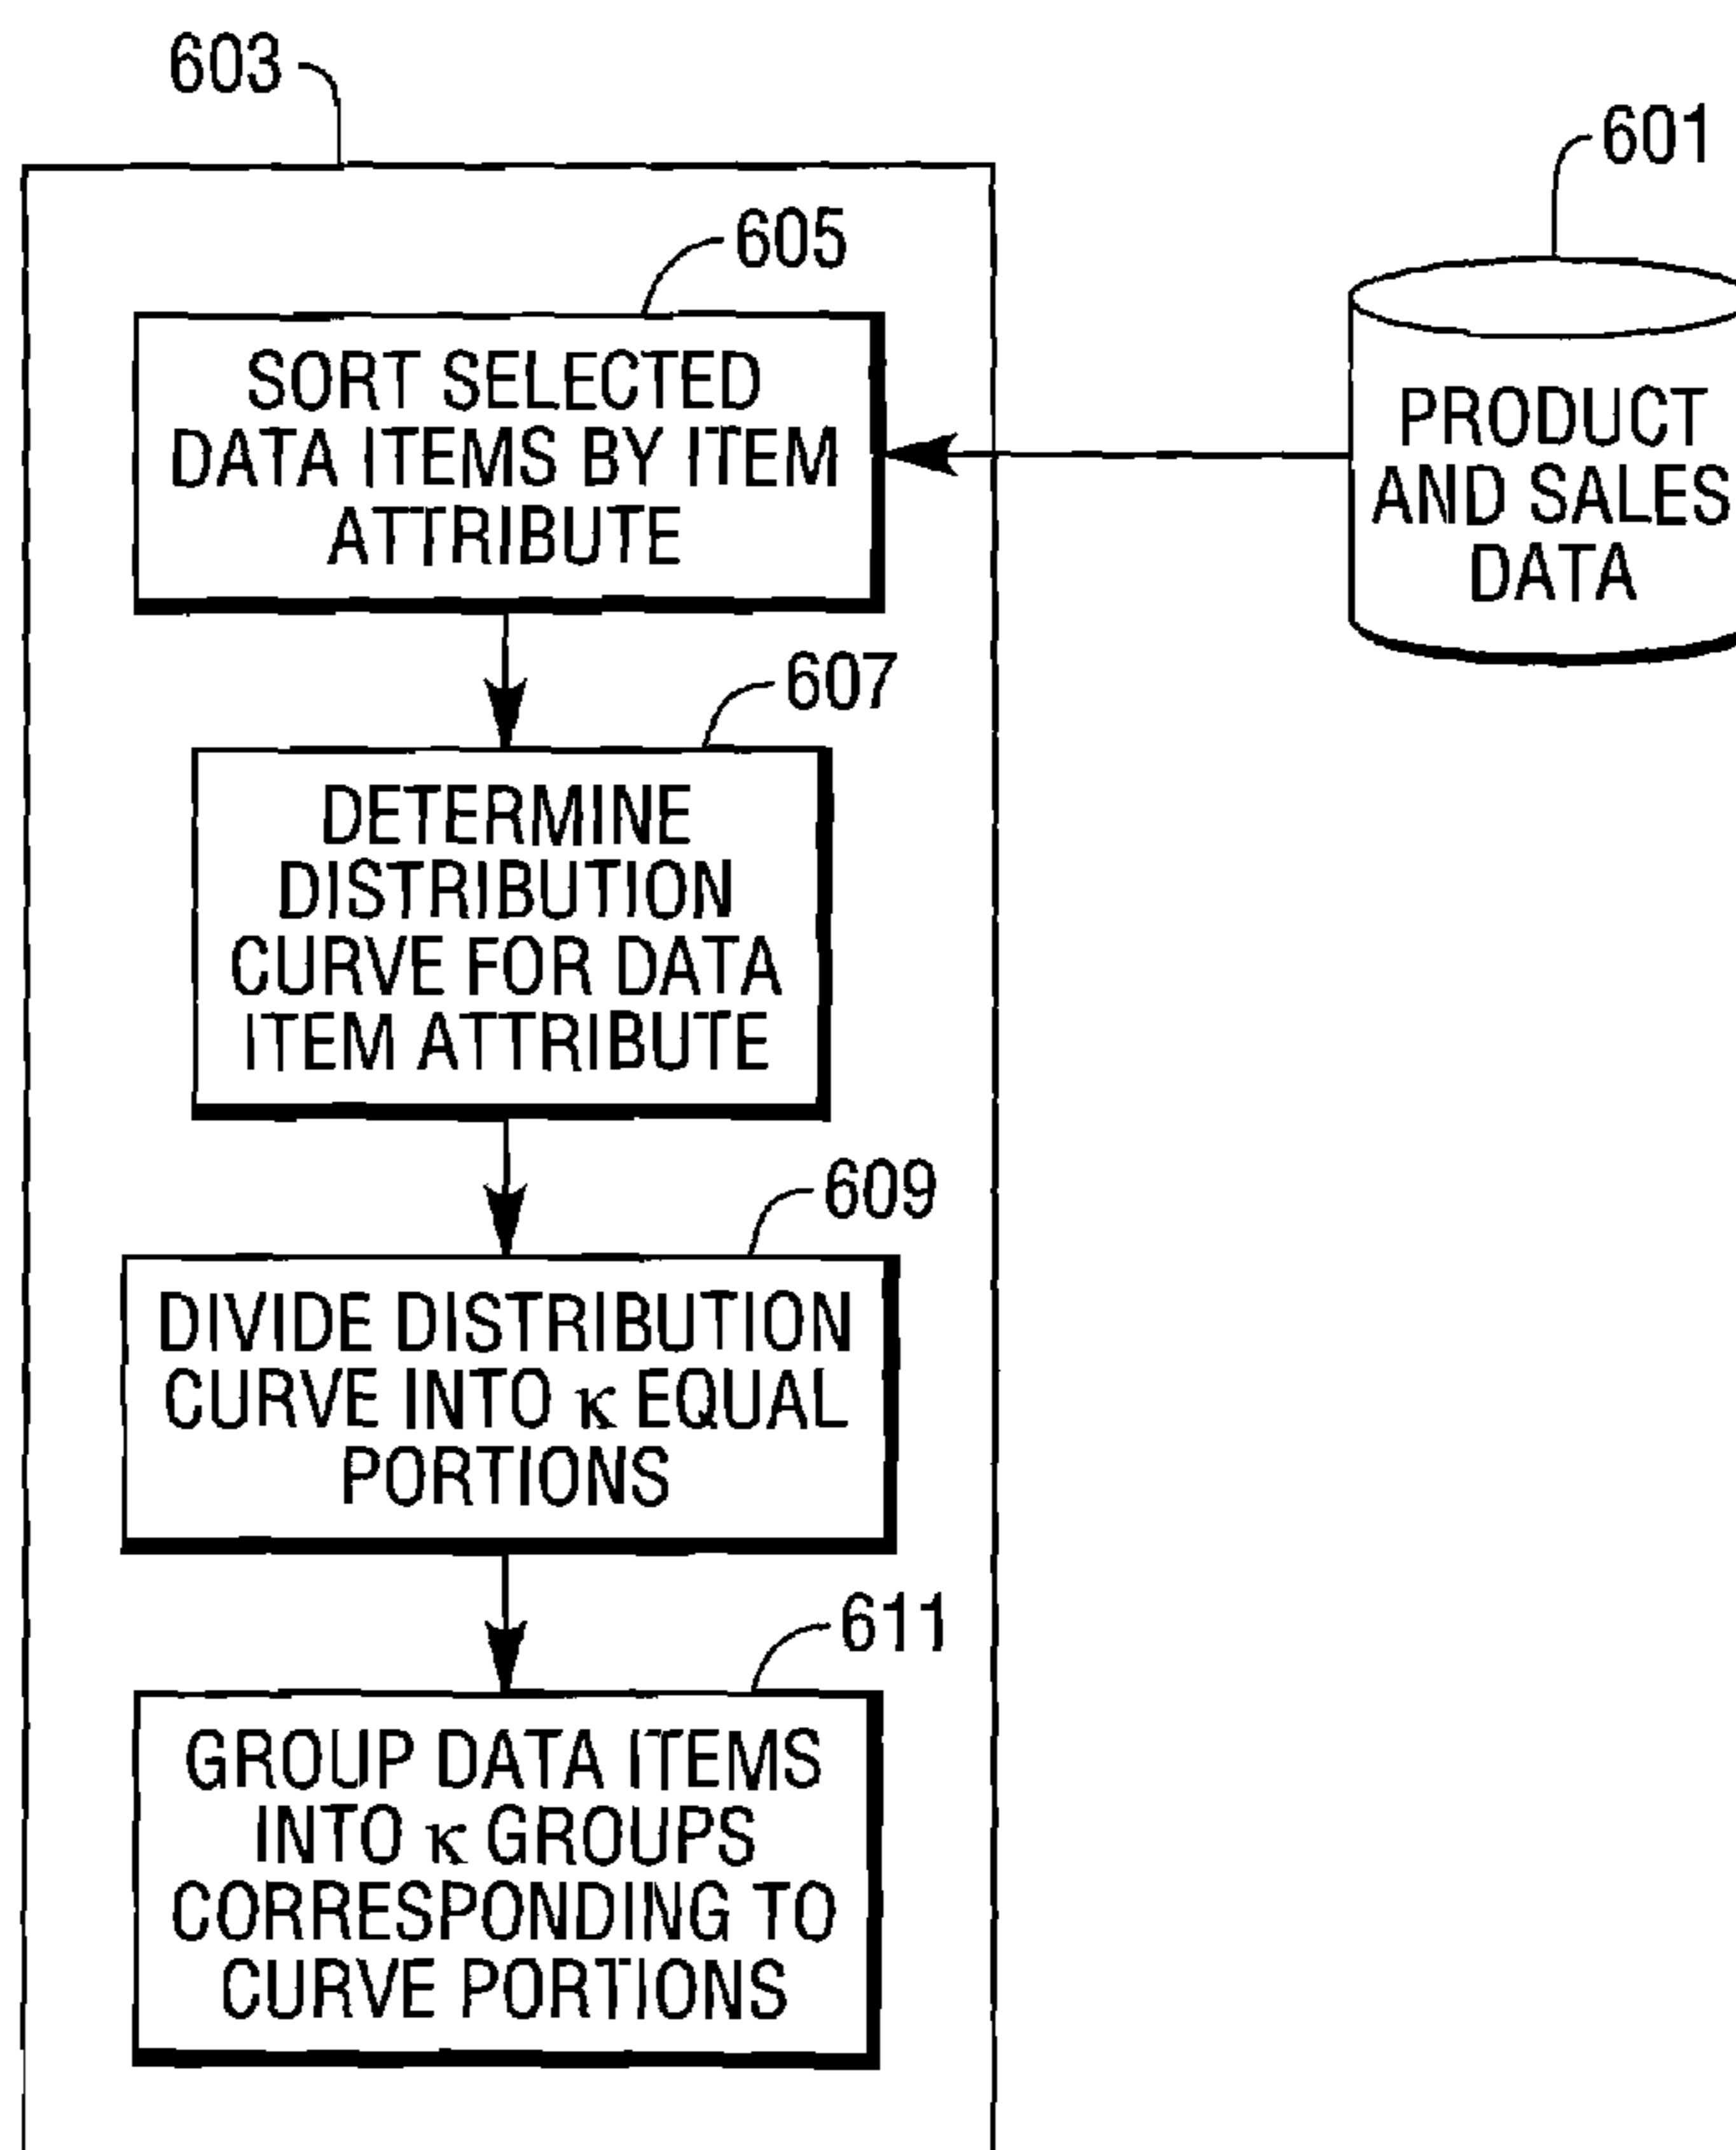 603
601
605
SORT SELECTED
DATA ITEMS BY ITEM
ATTRIBUTE
PRODUCT
AND SALES
DATA
607
DETERMINE
DISTRIBUTION
CURVE FOR DATA
ITEM ATTRIBUTE
609
DIVIDE DISTRIBUTION
CURVE INTO κ EQUAL
PORTIONS
611
GROUP DATA ITEMS
INTO κ GROUPS
CORRESPONDING TO
CURVE PORTIONS